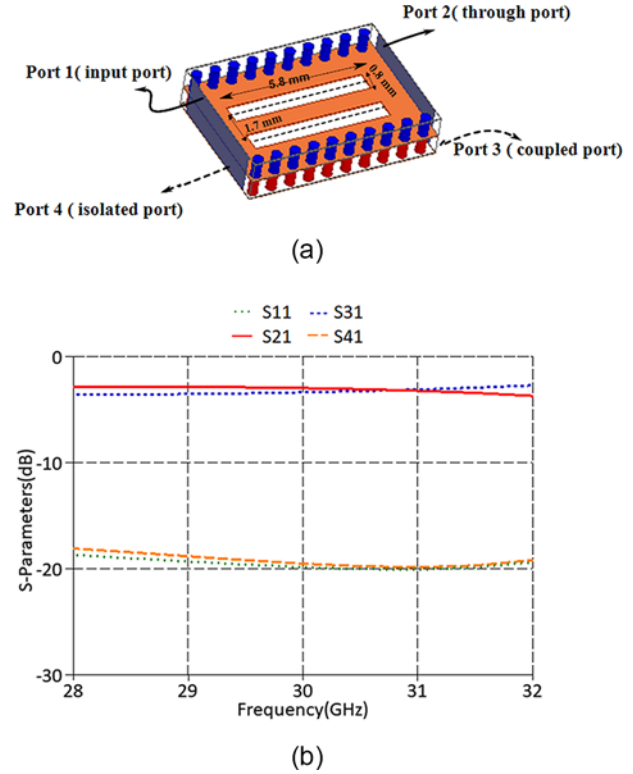 Port 2( through port)
Port 1( input port)
5.8 mm
0.8 mm
1.7 mm
Port 3 ( coupled port)
Port 4 ( isolated port)
(a)
S11 S31
S21 S41
0
-10
-20
-30
S-Parameters(dB)
28 29 30 31 32
Frequency(GHz)
(b)